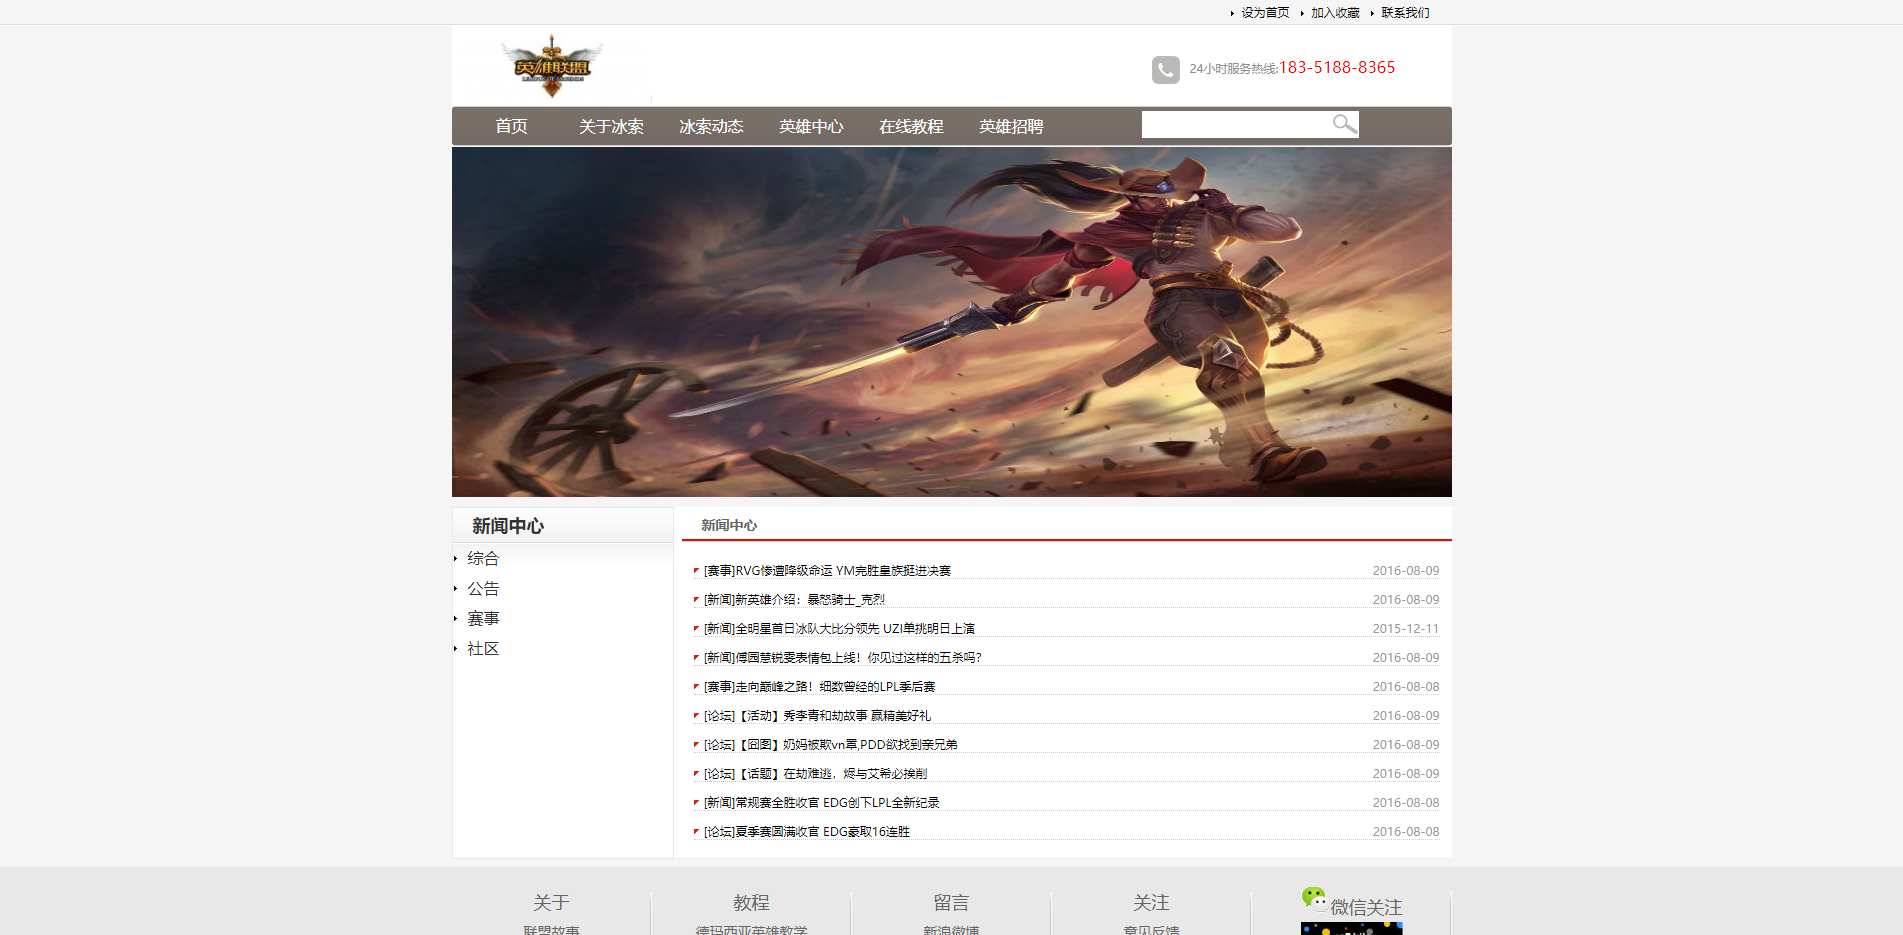 设为首页 加入收藏 联系我们
英雄联盟
24小时服务热线:183-5188-8365
首页 关于冰索 冰索动态 英雄中心 在线教程 英雄招聘
新闻中心
综合
公告
赛事
社区
新闻中心
[赛事]RVG惨遭降级命运 YM完胜皇族挺进决赛 2016-08-09
[新闻]新英雄介绍：暴怒骑士_克烈 2016-08-09
[新闻]全明星首日冰队大比分领先 UZI单挑明日上演 2015-12-11
[新闻]傅园慧锐雯表情包上线！你见过这样的五杀吗? 2016-08-09
[赛事]走向巅峰之路！细数曾经的LPL季后赛 2016-08-08
[论坛]【活动】秀李青和劫故事 赢精美好礼 2016-08-09
[论坛]【囧图】奶妈被欺vn罩,PDD欲找到亲兄弟 2016-08-09
[论坛]【话题】在劫难逃，烬与艾希必挨削 2016-08-09
[新闻]常规赛全胜收官 EDG创下LPL全新纪录 2016-08-08
[论坛]夏季赛圆满收官 EDG豪取16连胜 2016-08-08
关于 教程 留言 关注 微信关注
联盟故事 德玛西亚英雄教学 新浪微博 意见反馈